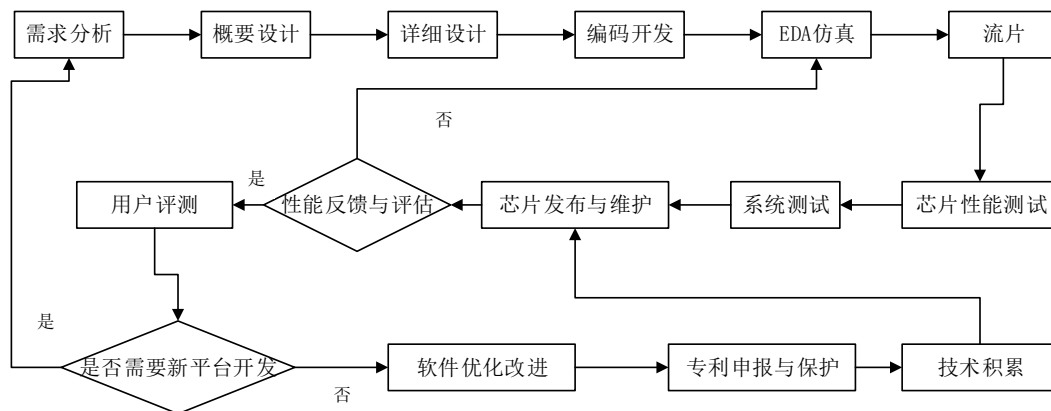 需求分析
概要设计
详细设计
编码开发
EDA仿真
流片
否
是
用户评测
性能反馈与评估
芯片发布与维护
系统测试
芯片性能测试
是
是否需要新平台开发
否
软件优化改进
专利申报与保护
技术积累